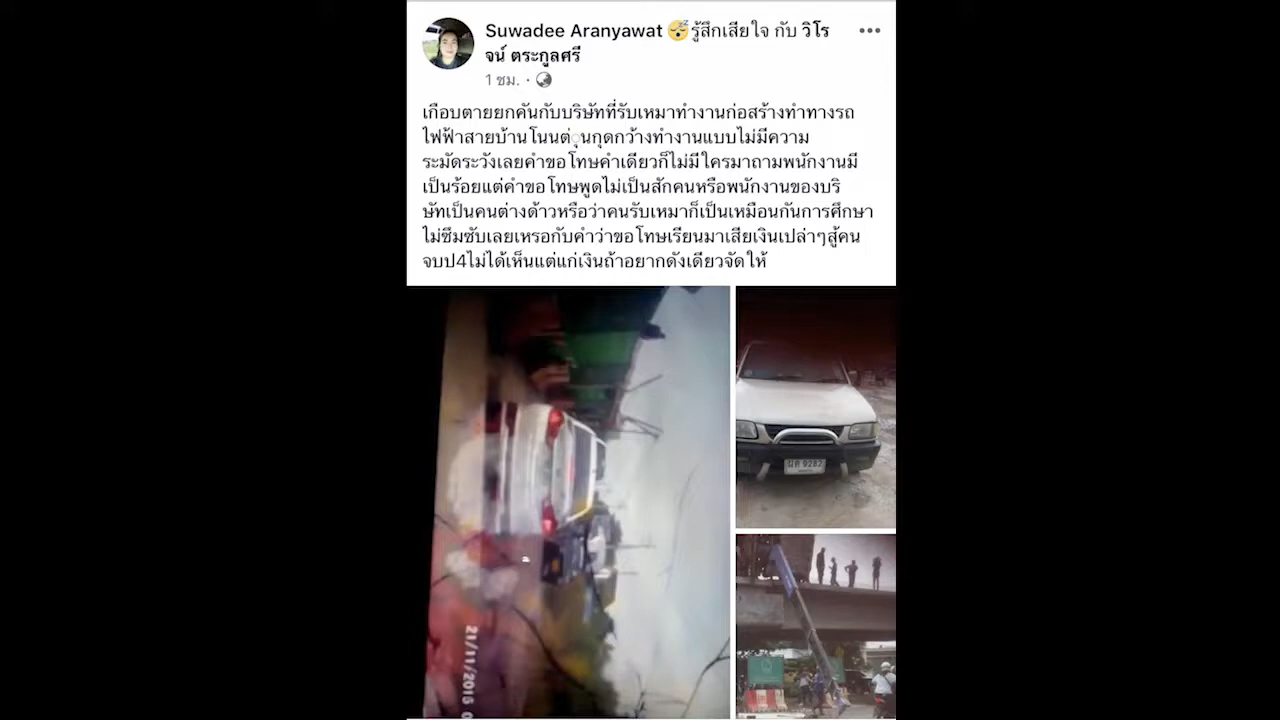 Suwadee Aranyawat 😴รู้สึกเสียใจ กับ วิโร
จน์ ตระกูลศรี
1 ชม. ·
เกือบตายยกคันกับบริษัทที่รับเหมาทำงานก่อสร้างทำทางรถ
ไฟฟ้าสายบ้านโนนตุ่นกุดกว้างทำงานแบบไม่มีความ
ระมัดระวังเลยคำขอโทษคำเดียวก็ไม่มีใครมาถามพนักงานมี
เป็นร้อยแต่คำขอโทษพูดไม่เป็นสักคนหรือพนักงานของบริ
ษัทเป็นคนต่างด้าวหรือว่าคนรับเหมาก็เป็นเหมือนกันการศึกษา
ไม่ซึมซับเลยเหรอกับคำว่าขอโทษเรียนมาเสียเงินเปล่าๆสู้คน
จบป4ไม่ได้เห็นแต่แก่เงินถ้าอยากดังเดียวจัดให้
9282
21/11/2015